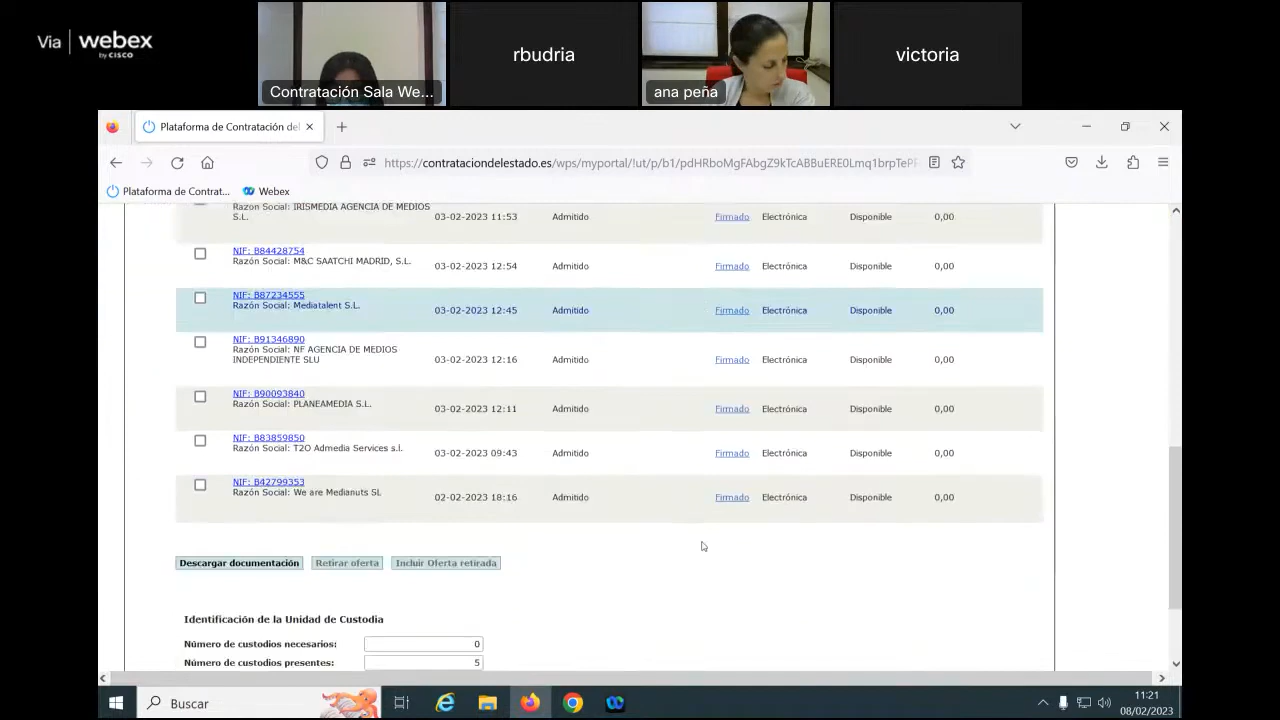 Via webex
by CISCO
Contratación Sala We...
rbudria
ana peña
victoria
Plataforma de Contratación del
https://contrataciondelestado.es/wps/myportal/!ut/p/b1/pdHRboMgFAbgZ9kTcABBuERE0Lmq1brpTePF
Plataforma de Contrat... Webex
Razón Social: IRISMEDIA AGENCIA DE MEDIOS
S.L. 03-02-2023 11:53 Admitido Firmado Electrónica Disponible 0,00
NIF: B84428754
Razón Social: M&C SAATCHI MADRID, S.L. 03-02-2023 12:54 Admitido Firmado Electrónica Disponible 0,00
NIF: B87234555
Razón Social: Mediatalent S.L. 03-02-2023 12:45 Admitido Firmado Electrónica Disponible 0,00
NIF: B91346890
Razón Social: NF AGENCIA DE MEDIOS
INDEPENDIENTE SLU 03-02-2023 12:16 Admitido Firmado Electrónica Disponible 0,00
NIF: B90093840
Razón Social: PLANEAMEDIA S.L. 03-02-2023 12:11 Admitido Firmado Electrónica Disponible 0,00
NIF: B83859850
Razón Social: T2O Admedia Services s.l. 03-02-2023 09:43 Admitido Firmado Electrónica Disponible 0,00
NIF: B42799353
Razón Social: We are Medianuts SL 02-02-2023 18:16 Admitido Firmado Electrónica Disponible 0,00
Descargar documentación Retirar oferta Incluir Oferta retirada
Identificación de la Unidad de Custodia
Número de custodios necesarios: 0
Número de custodios presentes: 5
Buscar
11:21
08/02/2023